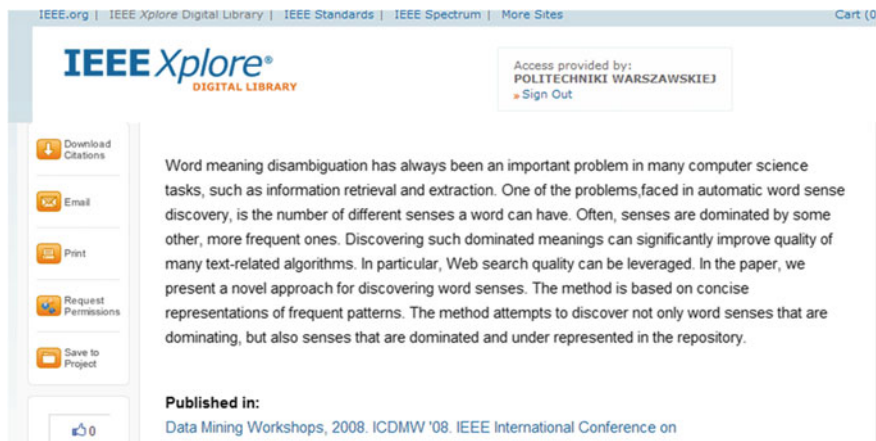 IEEE.org | IEEE Xplore Digital Library | IEEE Standards | IEEE Spectrum | More Sites
Cart (0
IEEE Xplore®
DIGITAL LIBRARY
Access provided by:
POLITECHNIKI WARSZAWSKIEJ
» Sign Out
Download
Citations
Email
Print
Request
Permissions
Save to
Project
0
Word meaning disambiguation has always been an important problem in many computer science
tasks, such as information retrieval and extraction. One of the problems,faced in automatic word sense
discovery, is the number of different senses a word can have. Often, senses are dominated by some
other, more frequent ones. Discovering such dominated meanings can significantly improve quality of
many text-related algorithms. In particular, Web search quality can be leveraged. In the paper, we
present a novel approach for discovering word senses. The method is based on concise
representations of frequent patterns. The method attempts to discover not only word senses that are
dominating, but also senses that are dominated and under represented in the repository.
Published in:
Data Mining Workshops, 2008. ICDMW '08. IEEE International Conference on